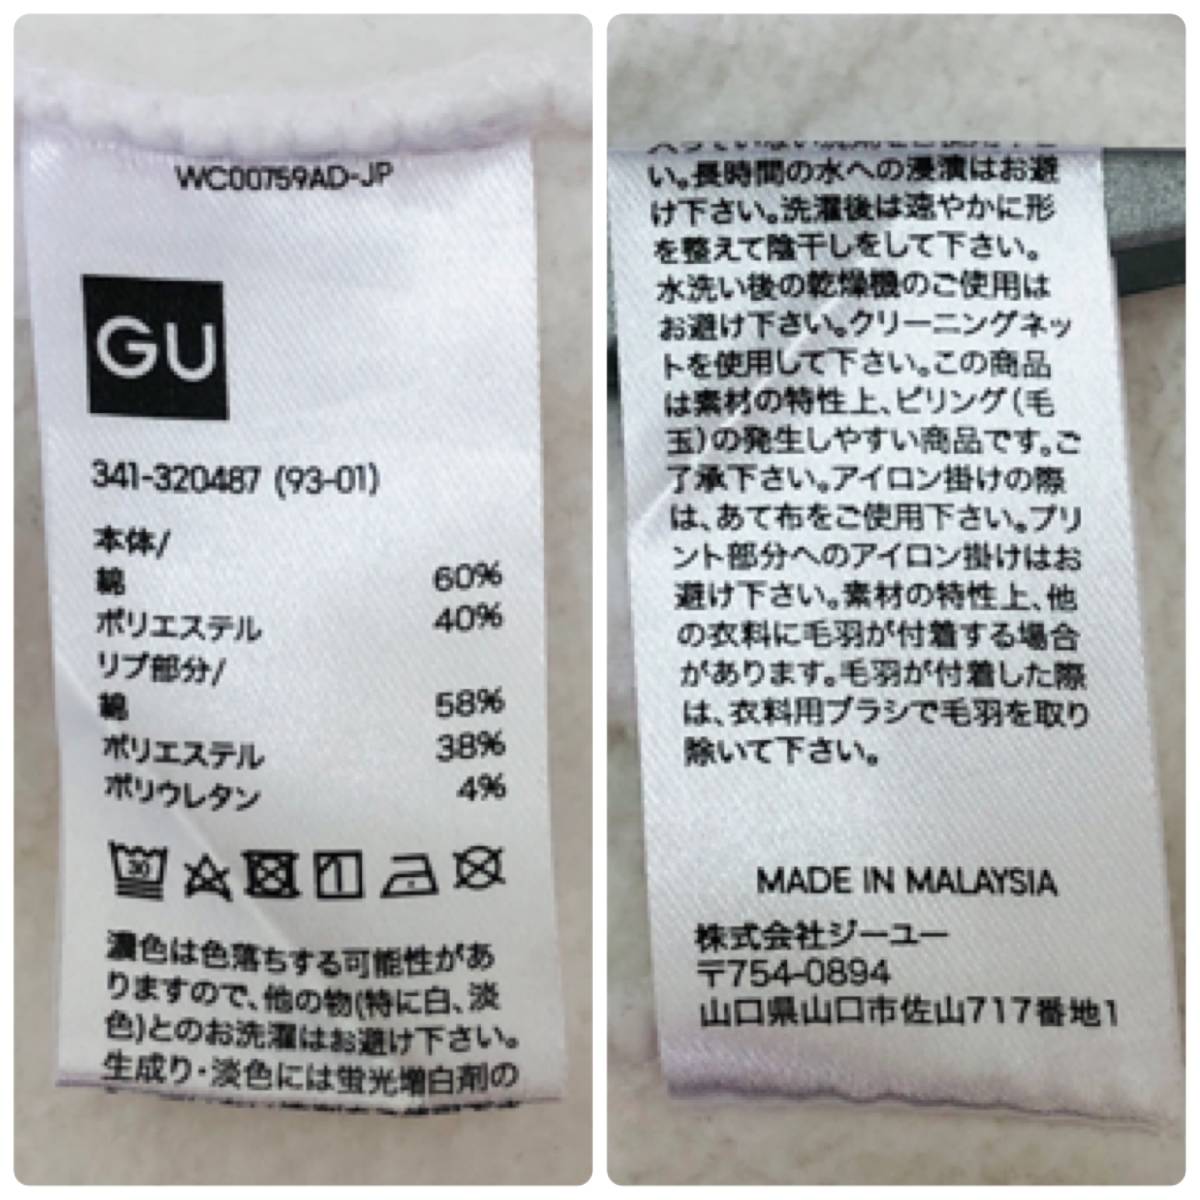 WC00759AD-JP
GU
341-320487 (93-01)
本体/
綿 60%
ポリエステル 40%
リブ部分/
綿 58%
ポリエステル 38%
ポリウレタン 4%
30
濃色は色落ちする可能性があ
りますので、他の物(特に白、淡
色)とのお洗濯はお避け下さい。
生成り・淡色には蛍光増白剤の
い。長時間の水への浸漬はお避
け下さい。洗濯後は速やかに形
を整えて陰干しをして下さい。
水洗い後の乾燥機のご使用は
お避け下さい。クリーニングネッ
トを使用して下さい。この商品
は素材の特性上、ピリング(毛
玉)の発生しやすい商品です。ご
了承下さい。アイロン掛けの際
は、あて布をご使用下さい。プリ
ント部分へのアイロン掛けはお
避け下さい。素材の特性上、他
の衣料に毛羽が付着する場合
があります。毛羽が付着した際
は、衣料用ブラシで毛羽を取り
除いて下さい。
MADE IN MALAYSIA
株式会社ジーユー
〒754-0894
山口県山口市佐山717番地1